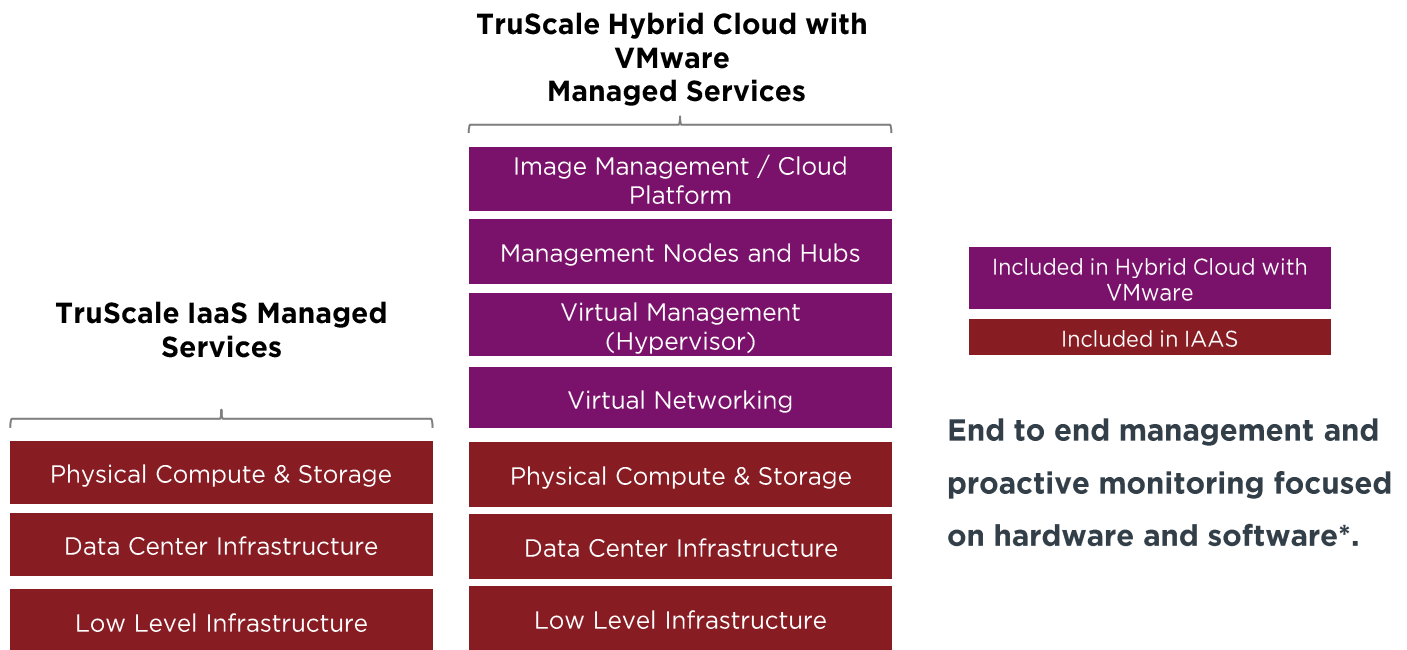 TruScale Hybrid Cloud with
VMware
Managed Services
Image Management / Cloud
Platform
Management Nodes and Hubs
Virtual Management
(Hypervisor)
Virtual Networking
Physical Compute & Storage
Data Center Infrastructure
Low Level Infrastructure
TruScale IaaS Managed
Services
Physical Compute & Storage
Data Center Infrastructure
Low Level Infrastructure
Included in Hybrid Cloud with
VMware
Included in IAAS
End to end management and
proactive monitoring focused
on hardware and software*.